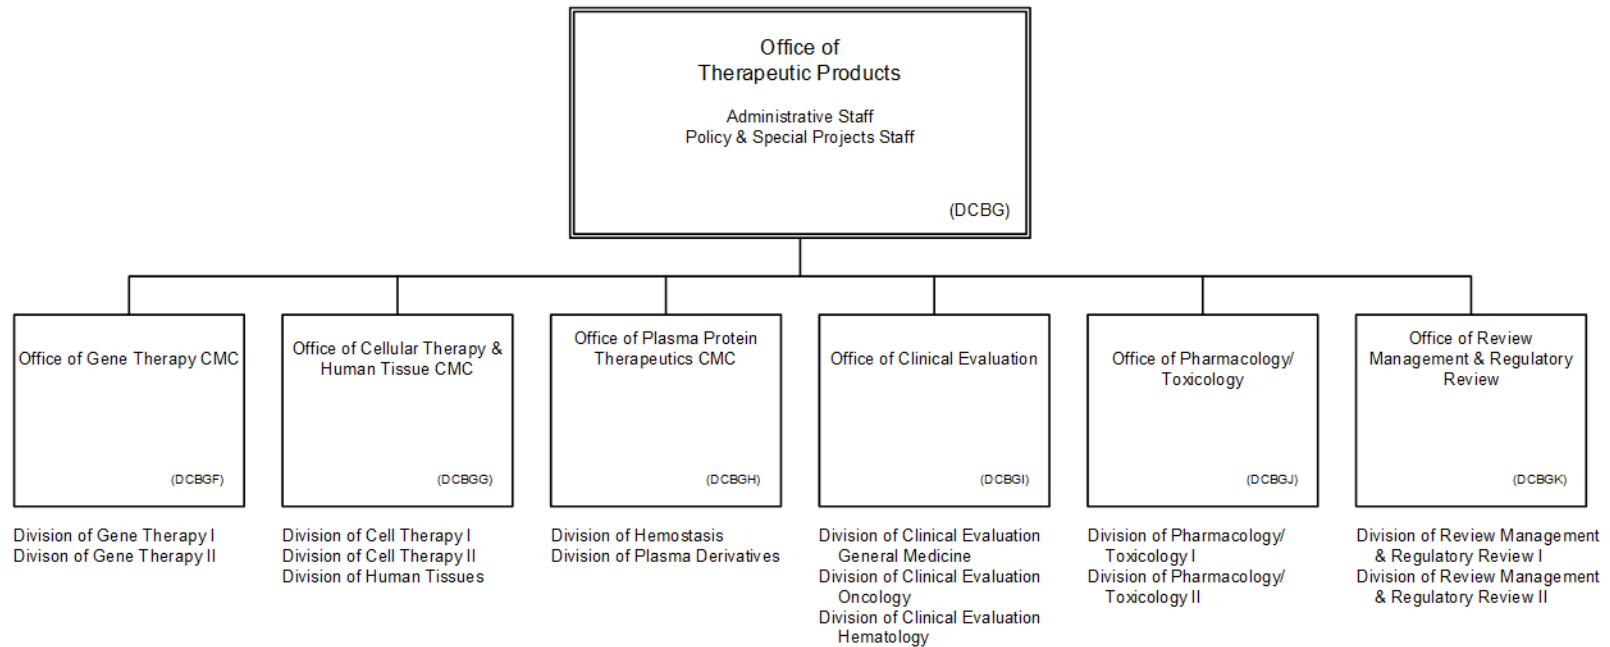 Office of
Therapeutic Products
Administrative Staff
Policy & Special Projects Staff
(DCBG)
Office of Gene Therapy CMC
(DCBGF)
Division of Gene Therapy I
Divison of Gene Therapy II
Office of Cellular Therapy &
Human Tissue CMC
(DCBGG)
Division of Cell Therapy I
Division of Cell Therapy II
Division of Human Tissues
Office of Plasma Protein
Therapeutics CMC
(DCBGH)
Division of Hemostasis
Division of Plasma Derivatives
Office of Clinical Evaluation
(DCBGI)
Division of Clinical Evaluation
General Medicine
Division of Clinical Evaluation
Oncology
Division of Clinical Evaluation
Hematology
Office of Pharmacology/
Toxicology
(DCBGJ)
Division of Pharmacology/
Toxicology I
Division of Pharmacology/
Toxicology II
Office of Review
Management & Regulatory
Review
(DCBGK)
Division of Review Management
& Regulatory Review I
Division of Review Management
& Regulatory Review II